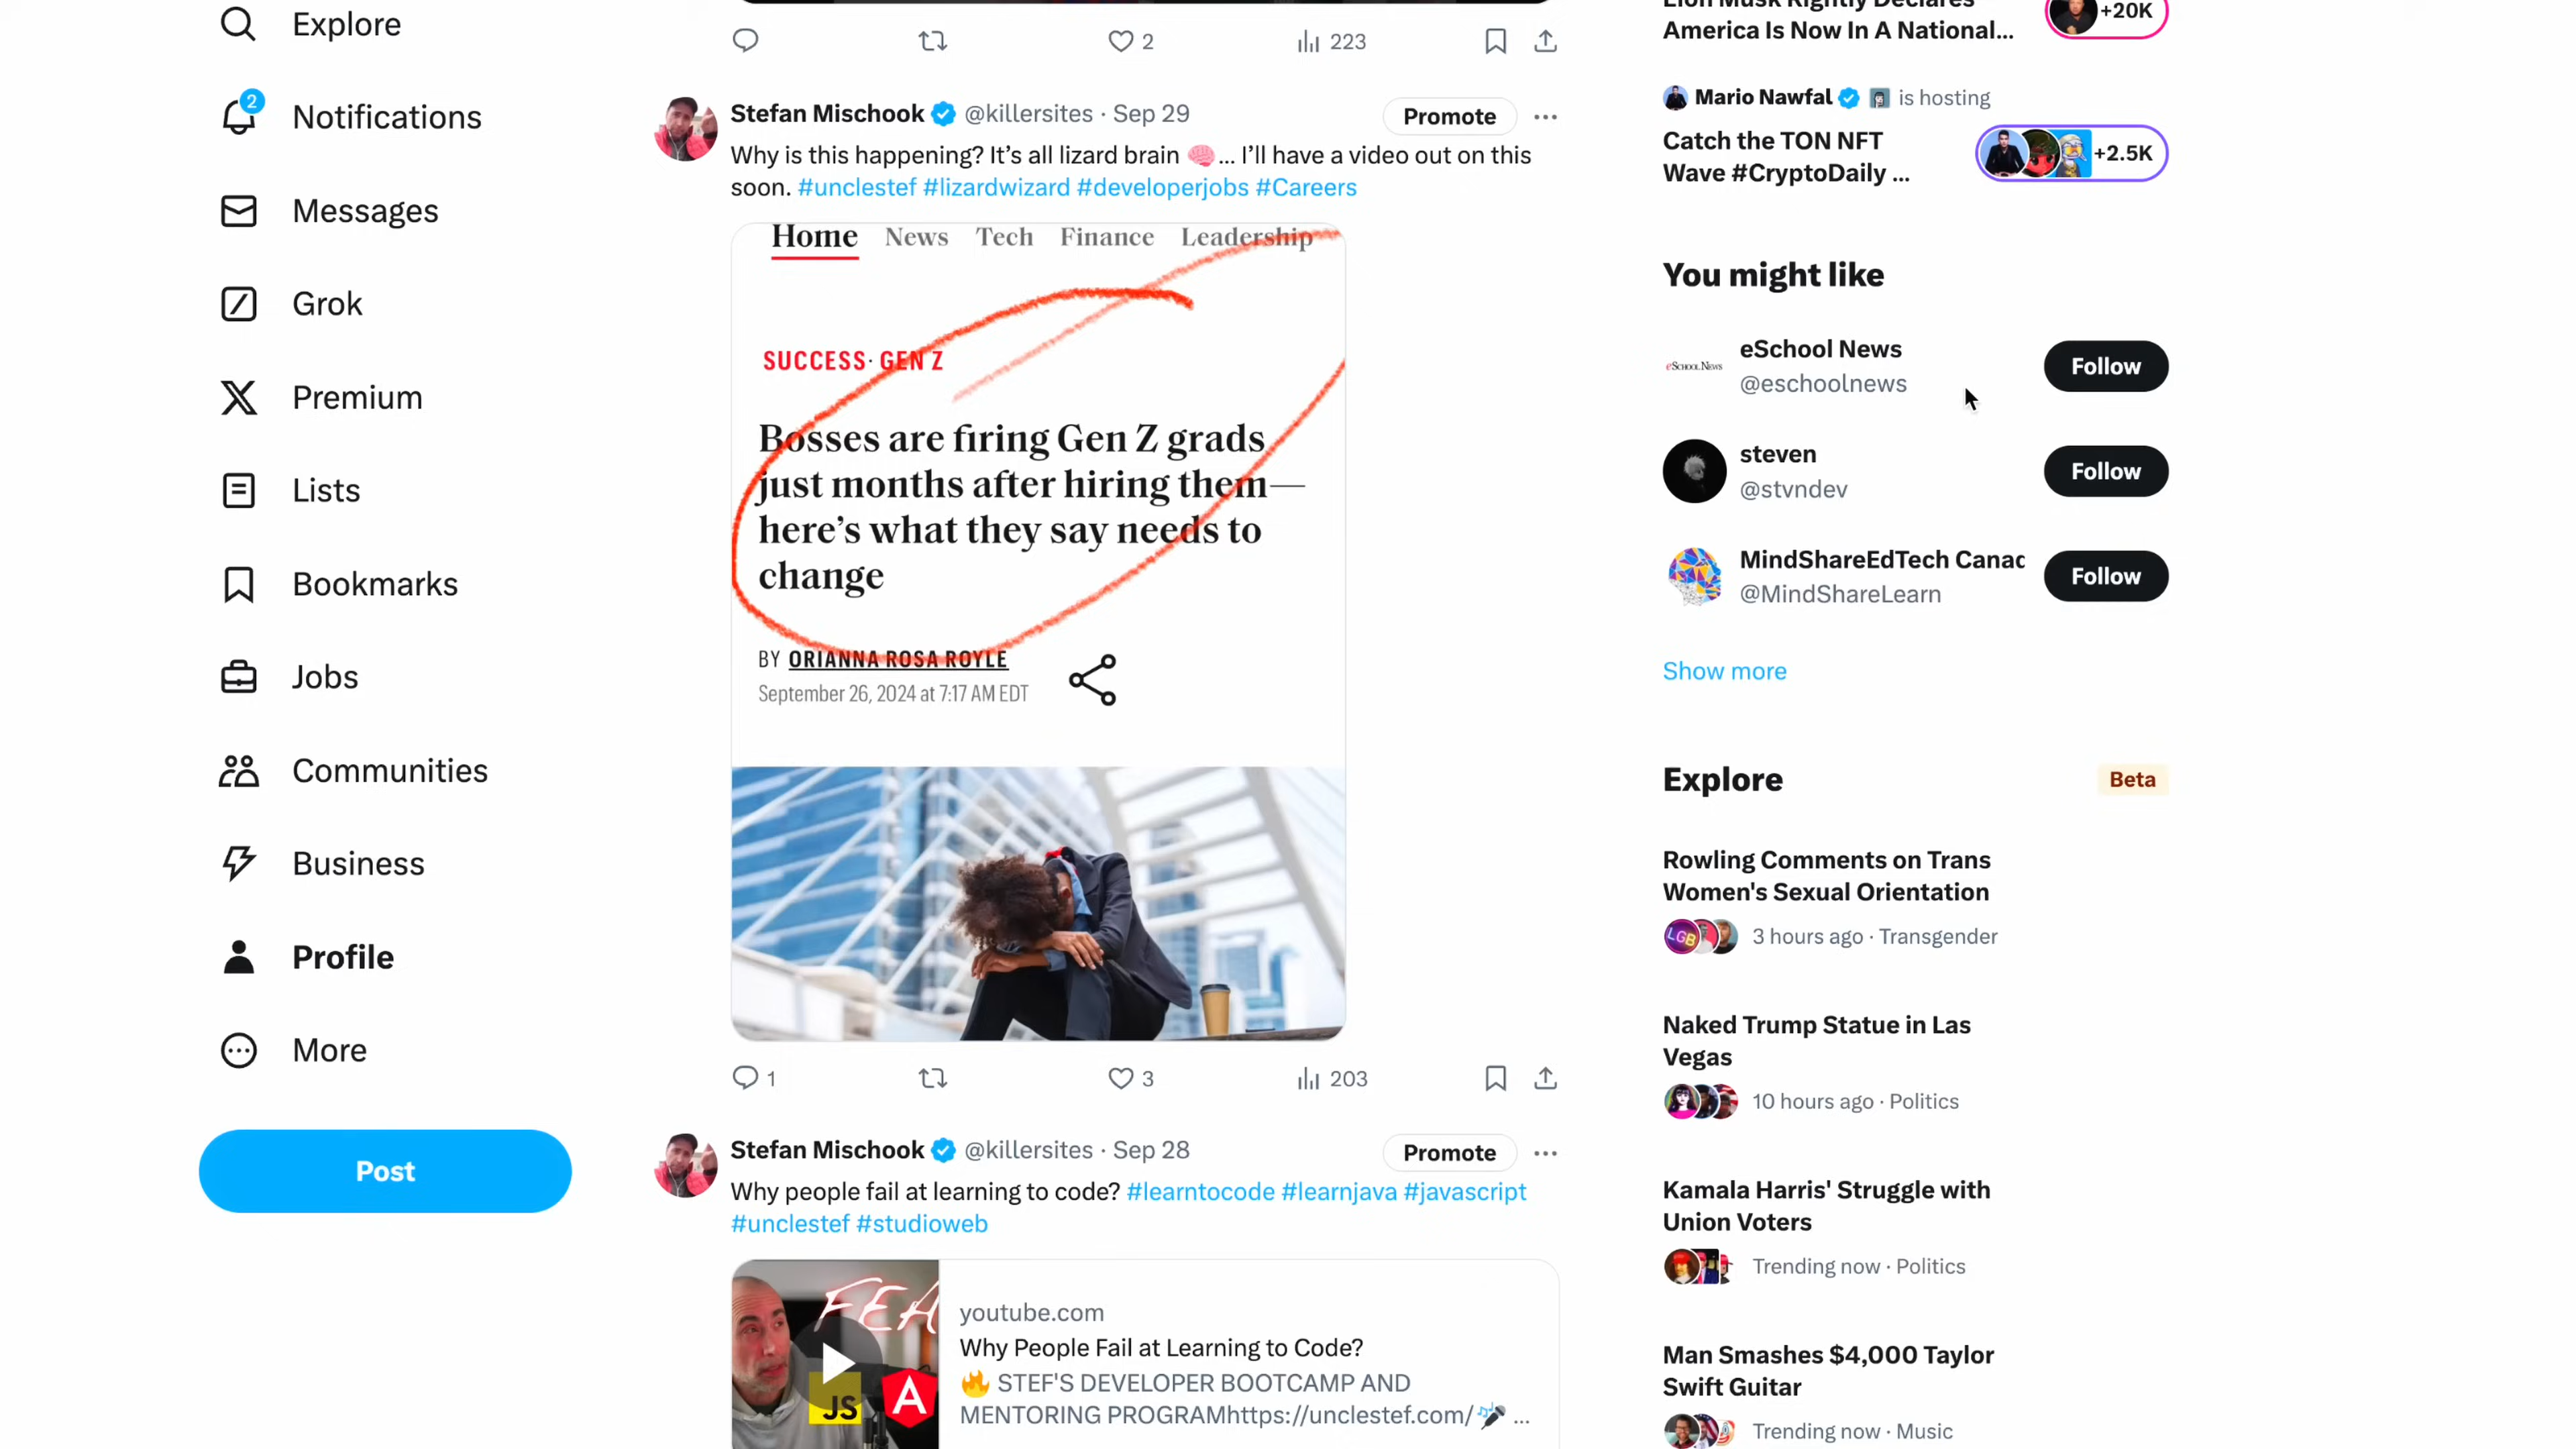 Explore
2
Notifications
Messages
Grok
Premium
Lists
Bookmarks
Jobs
Communities
Business
Profile
More
Post
2
223
Stefan Mischook @killersites · Sep 29
Promote
Why is this happening? It’s all lizard brain 🧠... I’ll have a video out on this
soon. #unclestef #lizardwizard #developerjobs #Careers
Home News Tech Finance Leadership
SUCCESS· GEN Z
Bosses are firing Gen Z grads
just months after hiring them—
here’s what they say needs to
change
BY ORIANNA ROSA ROYLE
September 26, 2024 at 7:17 AM EDT
1
3
203
Stefan Mischook @killersites · Sep 28
Promote
Why people fail at learning to code? #learntocode #learnjava #javascript
#unclestef #studioweb
FEA
JS
A
youtube.com
Why People Fail at Learning to Code?
🔥 STEF'S DEVELOPER BOOTCAMP AND
MENTORING PROGRAMhttps://unclestef.com/🎤 ...
Elon Musk Rightly Declares
America Is Now In A National...
+20K
Mario Nawfal is hosting
Catch the TON NFT
Wave #CryptoDaily ...
+2.5K
You might like
eSchool News
eSchool News
@eschoolnews
Follow
steven
@stvndev
Follow
MindShareEdTech Canac
@MindShareLearn
Follow
Show more
Explore
Beta
Rowling Comments on Trans
Women's Sexual Orientation
LGB
3 hours ago · Transgender
Naked Trump Statue in Las
Vegas
10 hours ago · Politics
Kamala Harris' Struggle with
Union Voters
Trending now · Politics
Man Smashes $4,000 Taylor
Swift Guitar
Trending now · Music